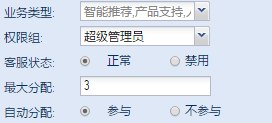 业务类型: 智能推荐,产品支持,
权限组: 超级管理员
客服状态: 正常 禁用
最大分配: 3
自动分配: 参与 不参与